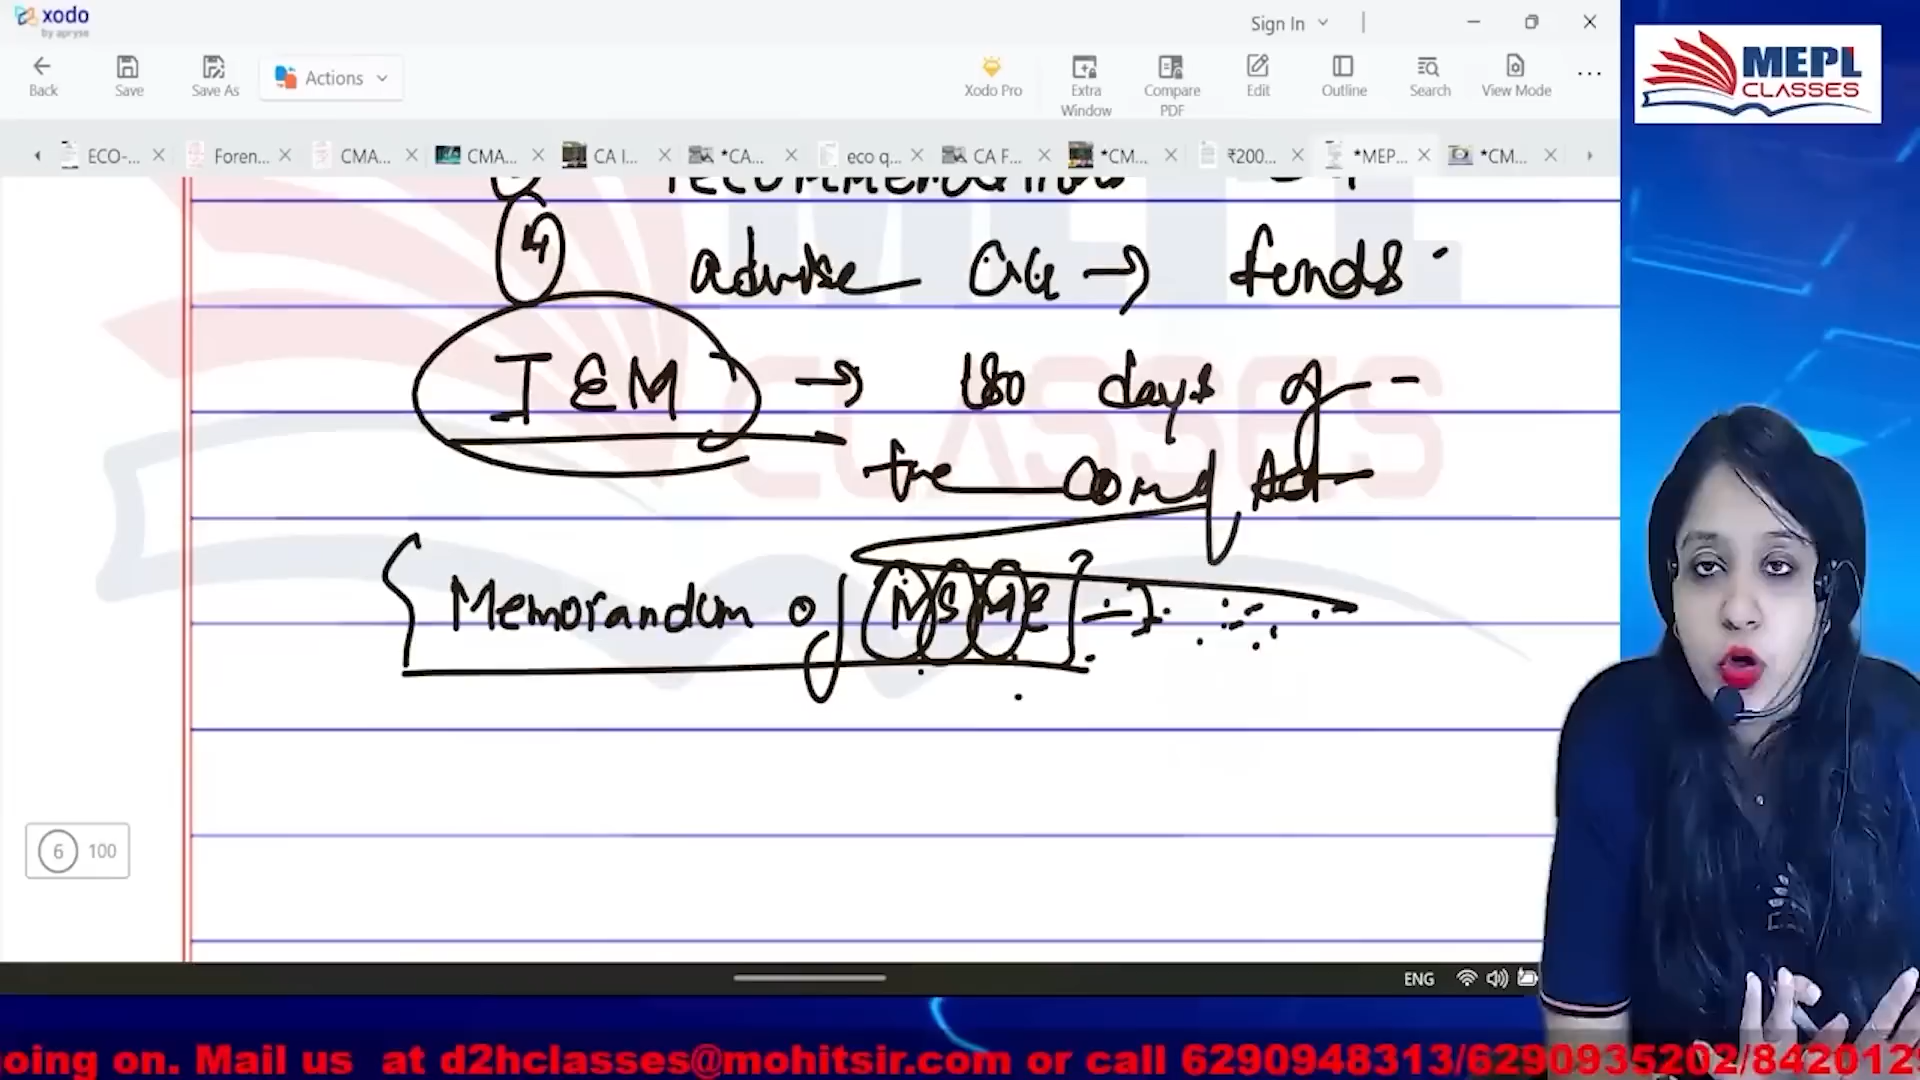 xodo
by apryse
Sign In
Back
Save
Save As
Actions
Xodo Pro
Extra Window
Compare PDF
Edit
Outline
Search
View Mode
MEPL
CLASSES
ECO-...
Foren...
CMA...
CMA...
CA I...
*CA...
eco q...
CA F...
*CM...
₹200...
*MEP...
*CM...
4
advise CG → funds
IEM → 180 days of
the Act
Memorandum of MSME
CLASSES
6 100
ENG
oing on. Mail us at d2hclasses@mohitsir.com or call 6290948313/6290935202/842012